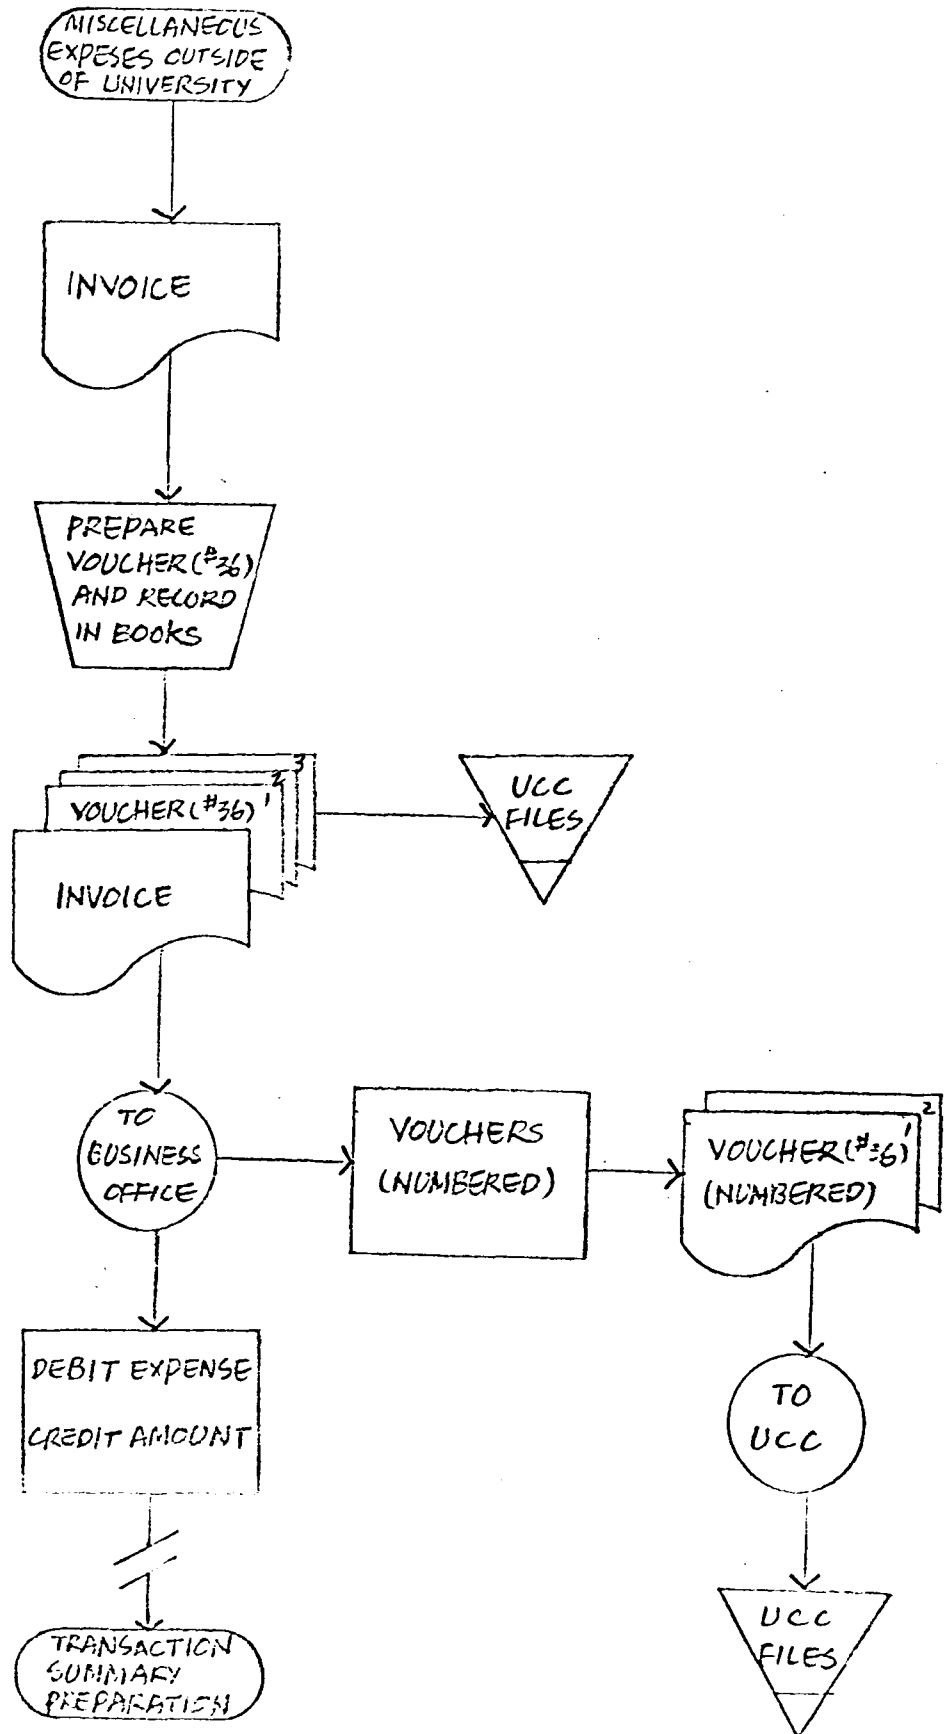 MISCELLANEOUS
EXPESES OUTSIDE
OF UNIVERSITY
INVOICE
PREPARE
VOUCHER (#36)
AND RECORD
IN BOOKS
3
2
VOUCHER (#36) 1
INVOICE
UCC
FILES
TO
BUSINESS
OFFICE
VOUCHERS
(NUMBERED)
2
VOUCHER (#36) 1
(NUMBERED)
DEBIT EXPENSE
CREDIT AMOUNT
TO
UCC
TRANSACTION
SUMMARY
PREPARATION
UCC
FILES